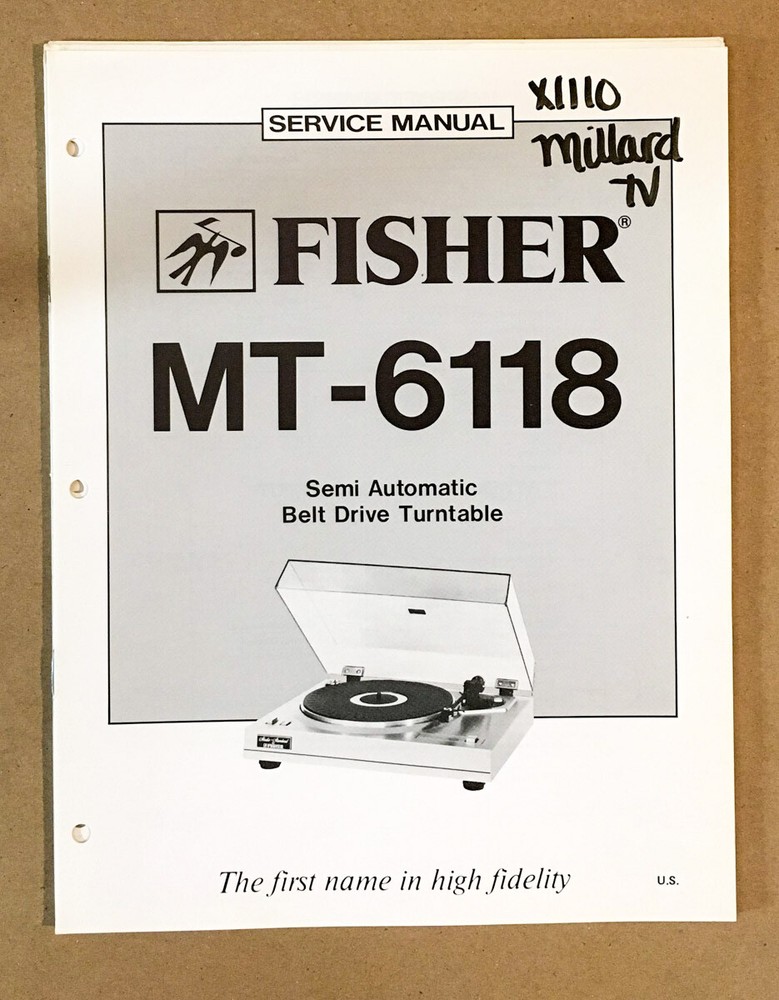 X1110
Millard
TV
SERVICE MANUAL
FISHER®
MT-6118
Semi Automatic
Belt Drive Turntable
The first name in high fidelity
U.S.